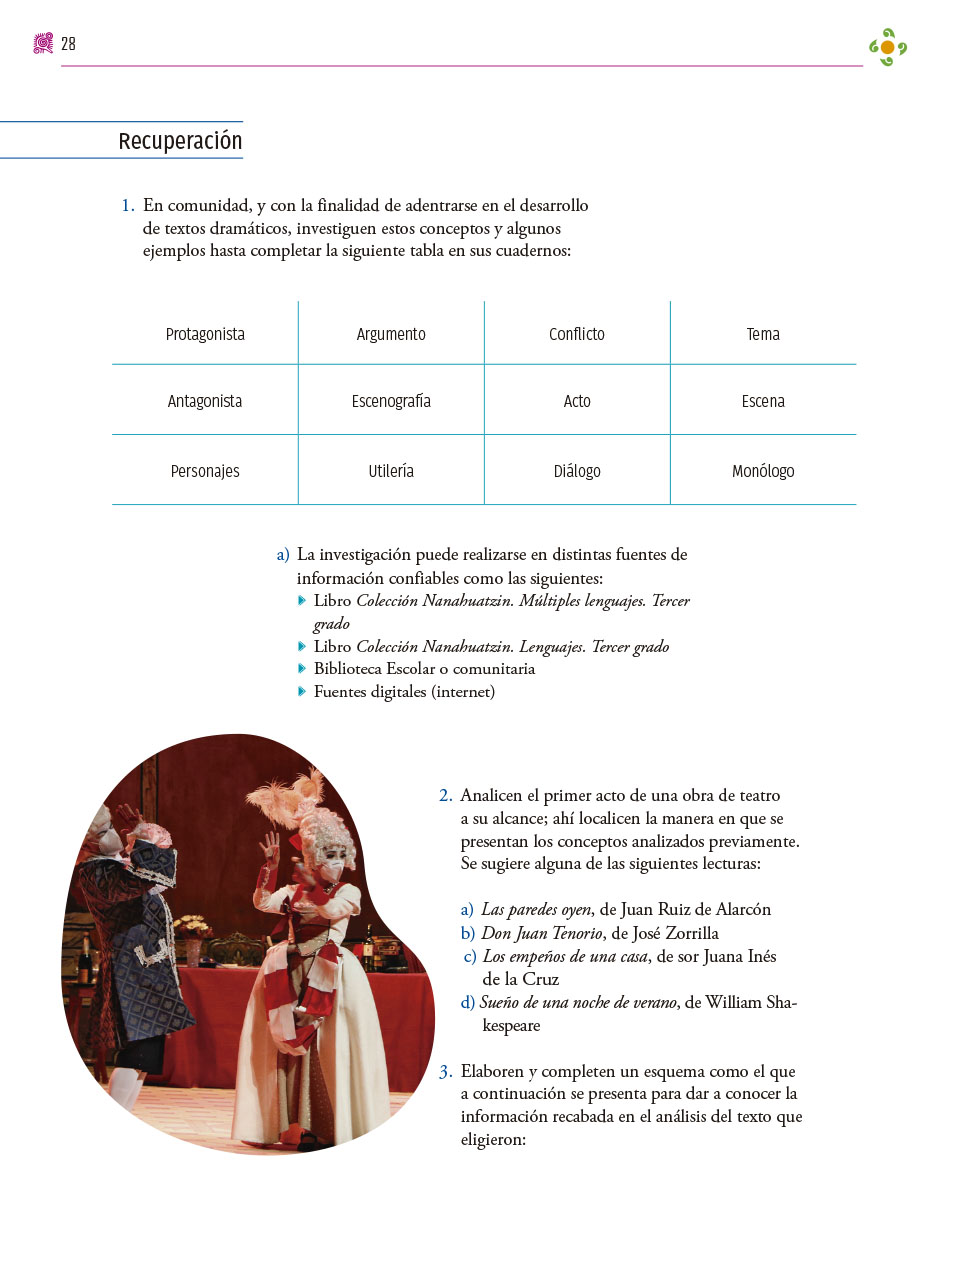 28
Recuperación
1. En comunidad, y con la finalidad de adentrarse en el desarrollo
de textos dramáticos, investiguen estos conceptos y algunos
ejemplos hasta completar la siguiente tabla en sus cuadernos:
Protagonista Argumento Conflicto Tema
Antagonista Escenografía Acto Escena
Personajes Utilería Diálogo Monólogo
a) La investigación puede realizarse en distintas fuentes de
información confiables como las siguientes:
Libro Colección Nanahuatzin. Múltiples lenguajes. Tercer
grado
Libro Colección Nanahuatzin. Lenguajes. Tercer grado
Biblioteca Escolar o comunitaria
Fuentes digitales (internet)
2. Analicen el primer acto de una obra de teatro
a su alcance; ahí localicen la manera en que se
presentan los conceptos analizados previamente.
Se sugiere alguna de las siguientes lecturas:
a) Las paredes oyen, de Juan Ruiz de Alarcón
b) Don Juan Tenorio, de José Zorrilla
c) Los empeños de una casa, de sor Juana Inés
de la Cruz
d) Sueño de una noche de verano, de William Sha-
kespeare
3. Elaboren y completen un esquema como el que
a continuación se presenta para dar a conocer la
información recabada en el análisis del texto que
eligieron: